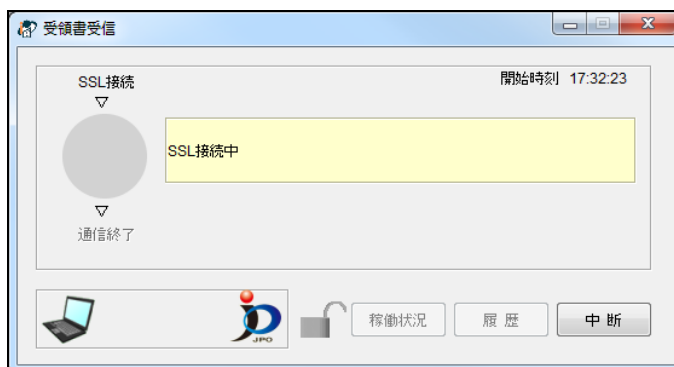 受領書受信
SSL接続
開始時刻 17:32:23
▽
SSL接続中
▽
通信終了
JPO
稼働状況
履 歴
中 断